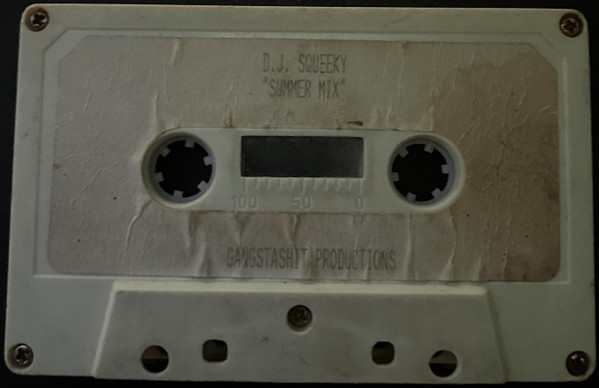 D.J. SQUEEKY
"SUMMER MIX"
100 50 0
GANGSTASHIT PRODUCTIONS